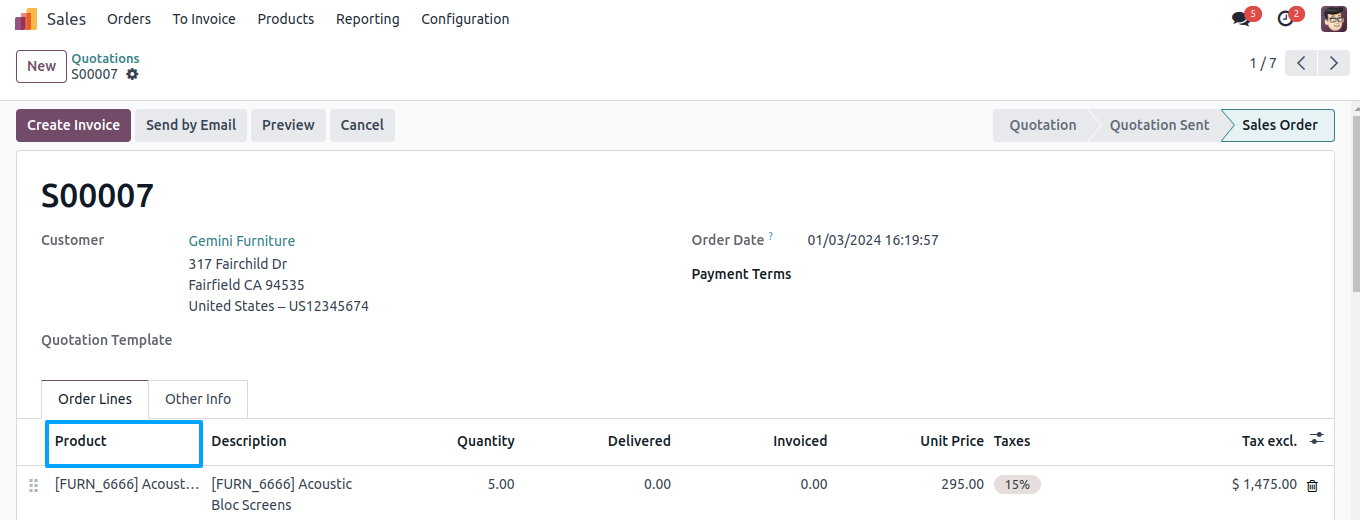 Sales Orders To Invoice Products Reporting Configuration 5 2
New Quotations
S00007 1 / 7
Create Invoice Send by Email Preview Cancel Quotation Quotation Sent Sales Order
S00007
Customer Gemini Furniture Order Date ? 01/03/2024 16:19:57
317 Fairchild Dr
Fairfield CA 94535 Payment Terms
United States – US12345674
Quotation Template
Order Lines Other Info
Product Description Quantity Delivered Invoiced Unit Price Taxes Tax excl.
[FURN_6666] Acoust... [FURN_6666] Acoustic 5.00 0.00 0.00 295.00 15% $ 1,475.00
Bloc Screens